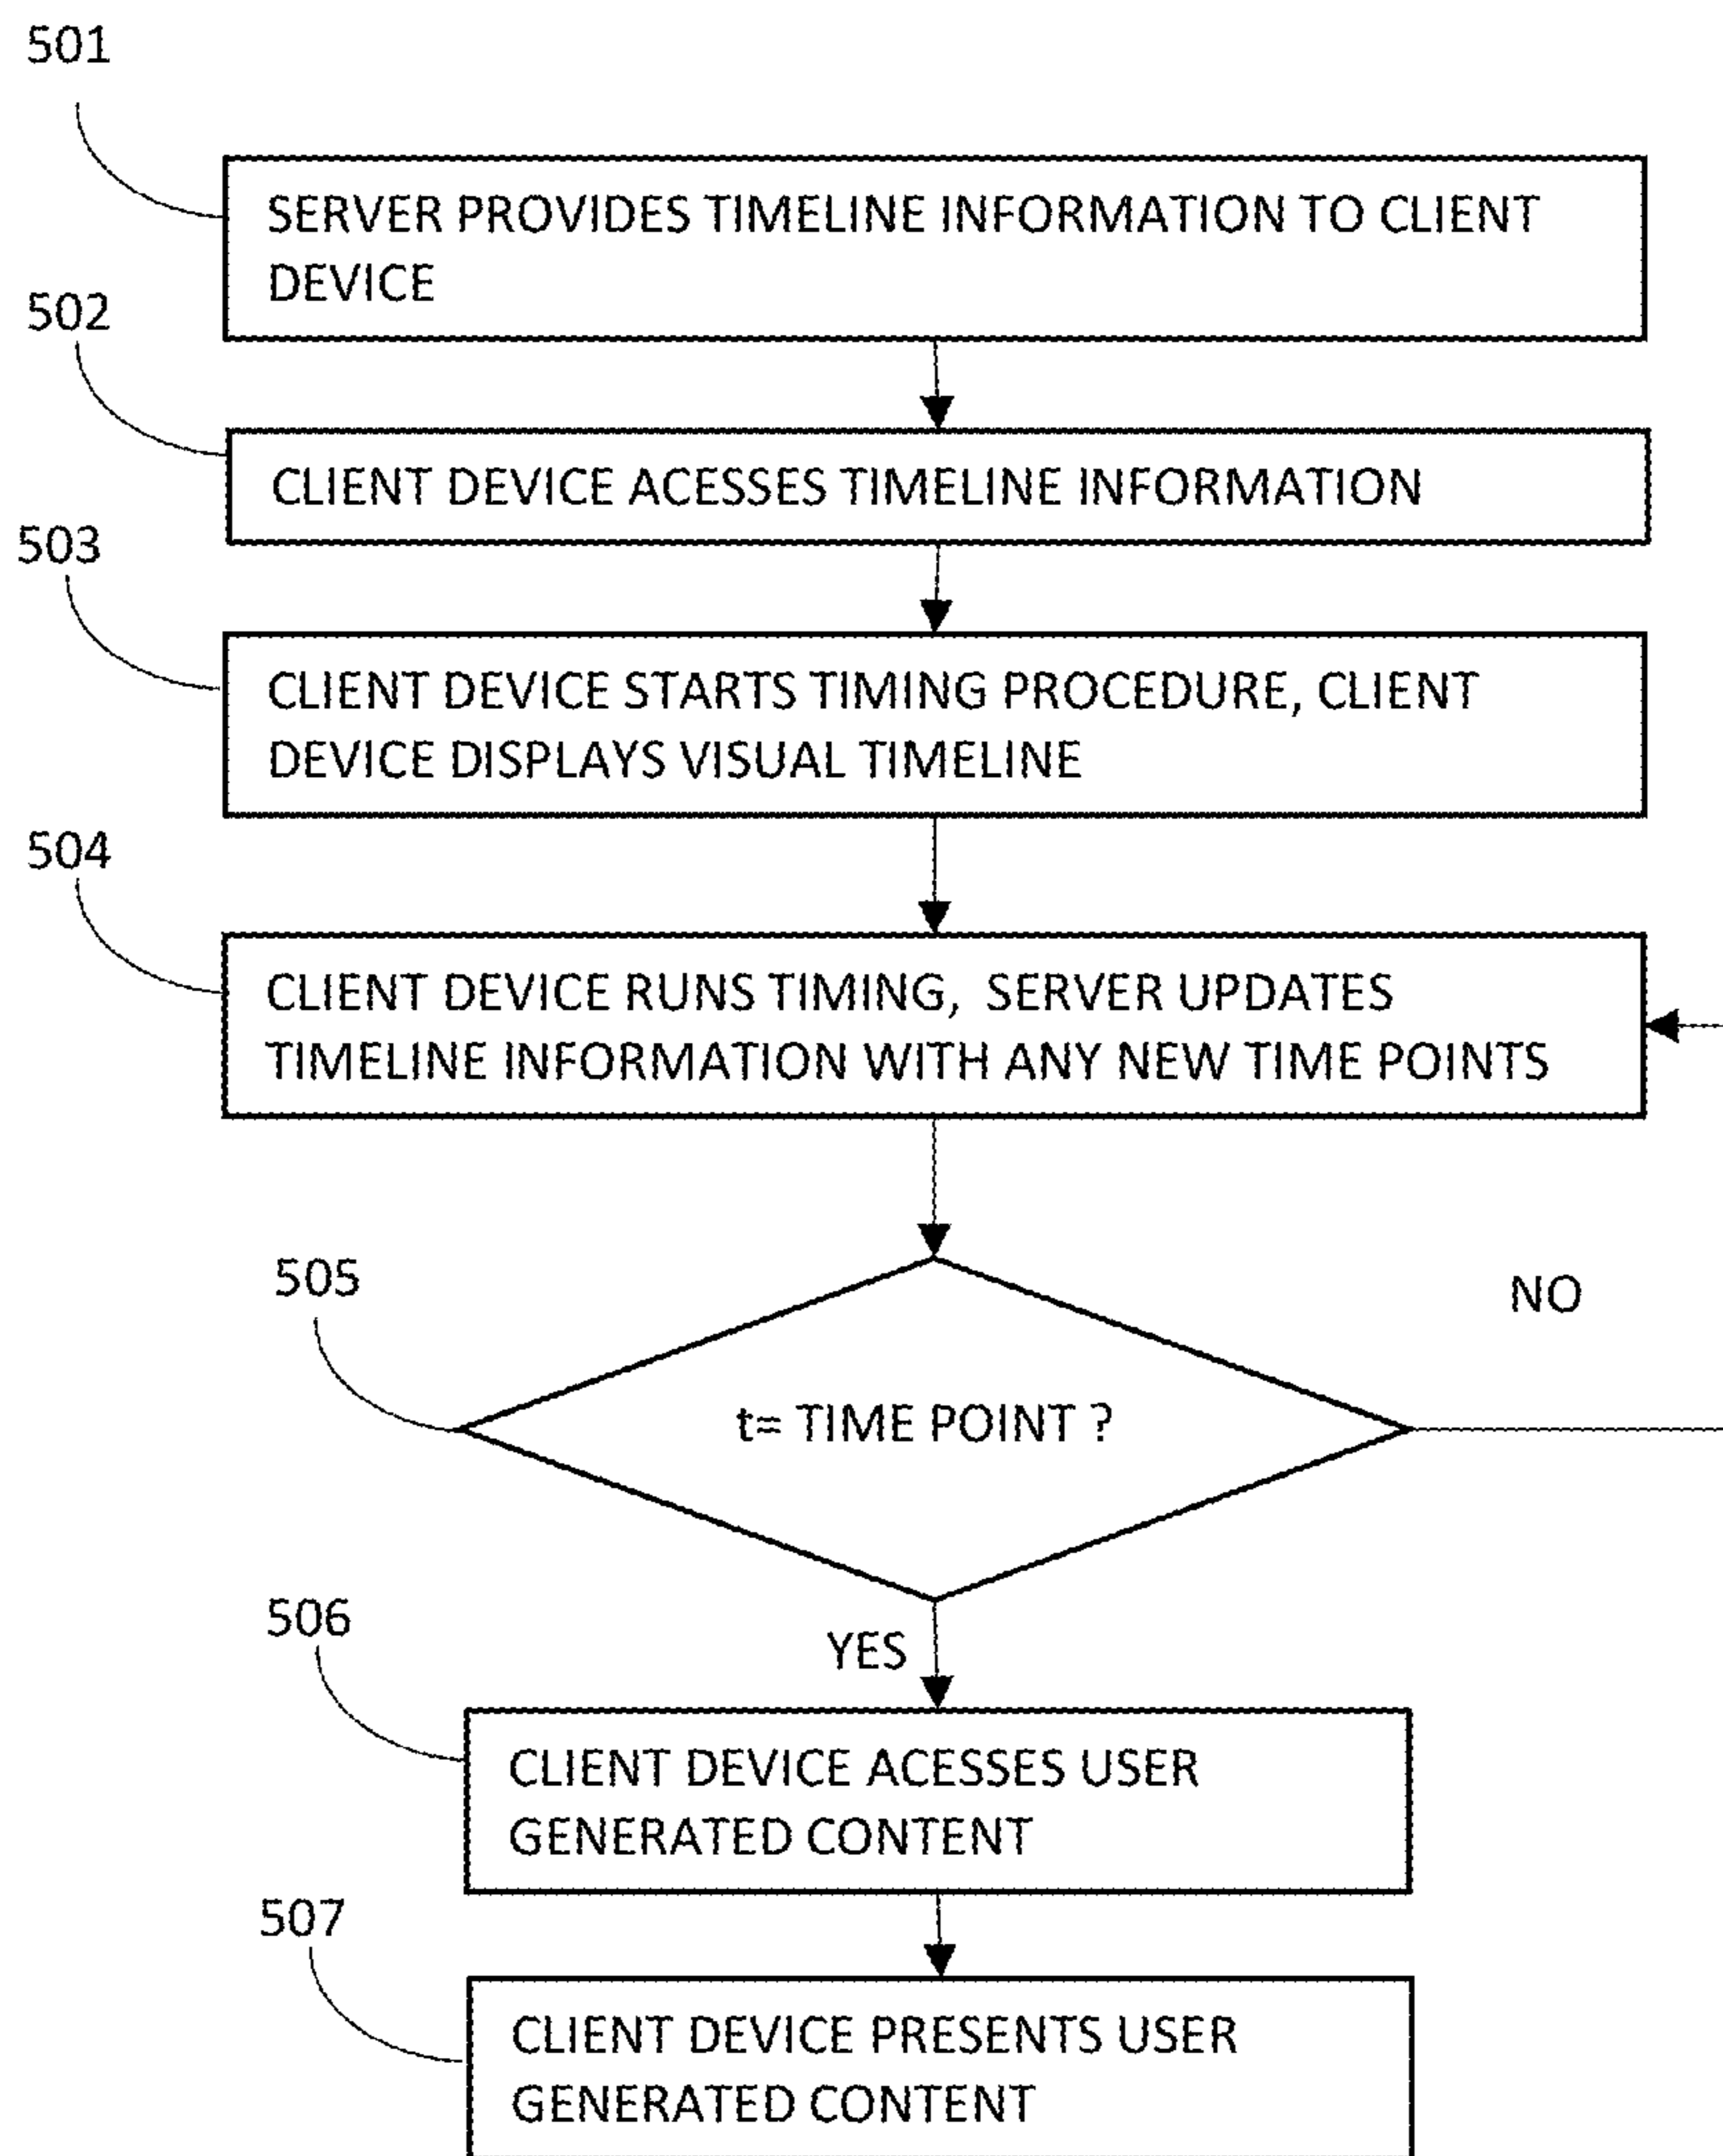 501
SERVER PROVIDES TIMELINE INFORMATION TO CLIENT
DEVICE
502
CLIENT DEVICE ACESSES TIMELINE INFORMATION
503
CLIENT DEVICE STARTS TIMING PROCEDURE, CLIENT
DEVICE DISPLAYS VISUAL TIMELINE
504
CLIENT DEVICE RUNS TIMING, SERVER UPDATES
TIMELINE INFORMATION WITH ANY NEW TIME POINTS
505
NO
t= TIME POINT ?
506
YES
CLIENT DEVICE ACESSES USER
GENERATED CONTENT
507
CLIENT DEVICE PRESENTS USER
GENERATED CONTENT